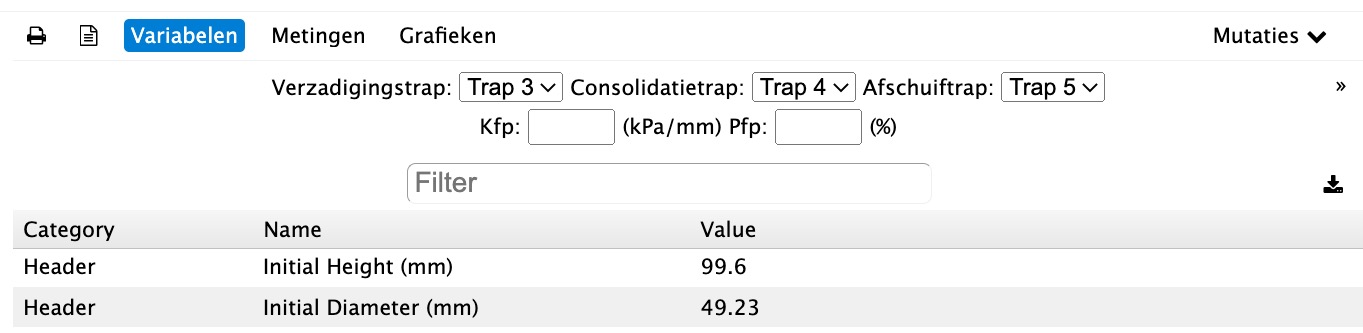 Variabelen Metingen Grafieken Mutaties
Verzadigingstrap: Trap 3 Consolidatietrap: Trap 4 Afschuiftrap: Trap 5 »
Kfp: (kPa/mm) Pfp: (%)
Filter
Category Name Value
Header Initial Height (mm) 99.6
Header Initial Diameter (mm) 49.23